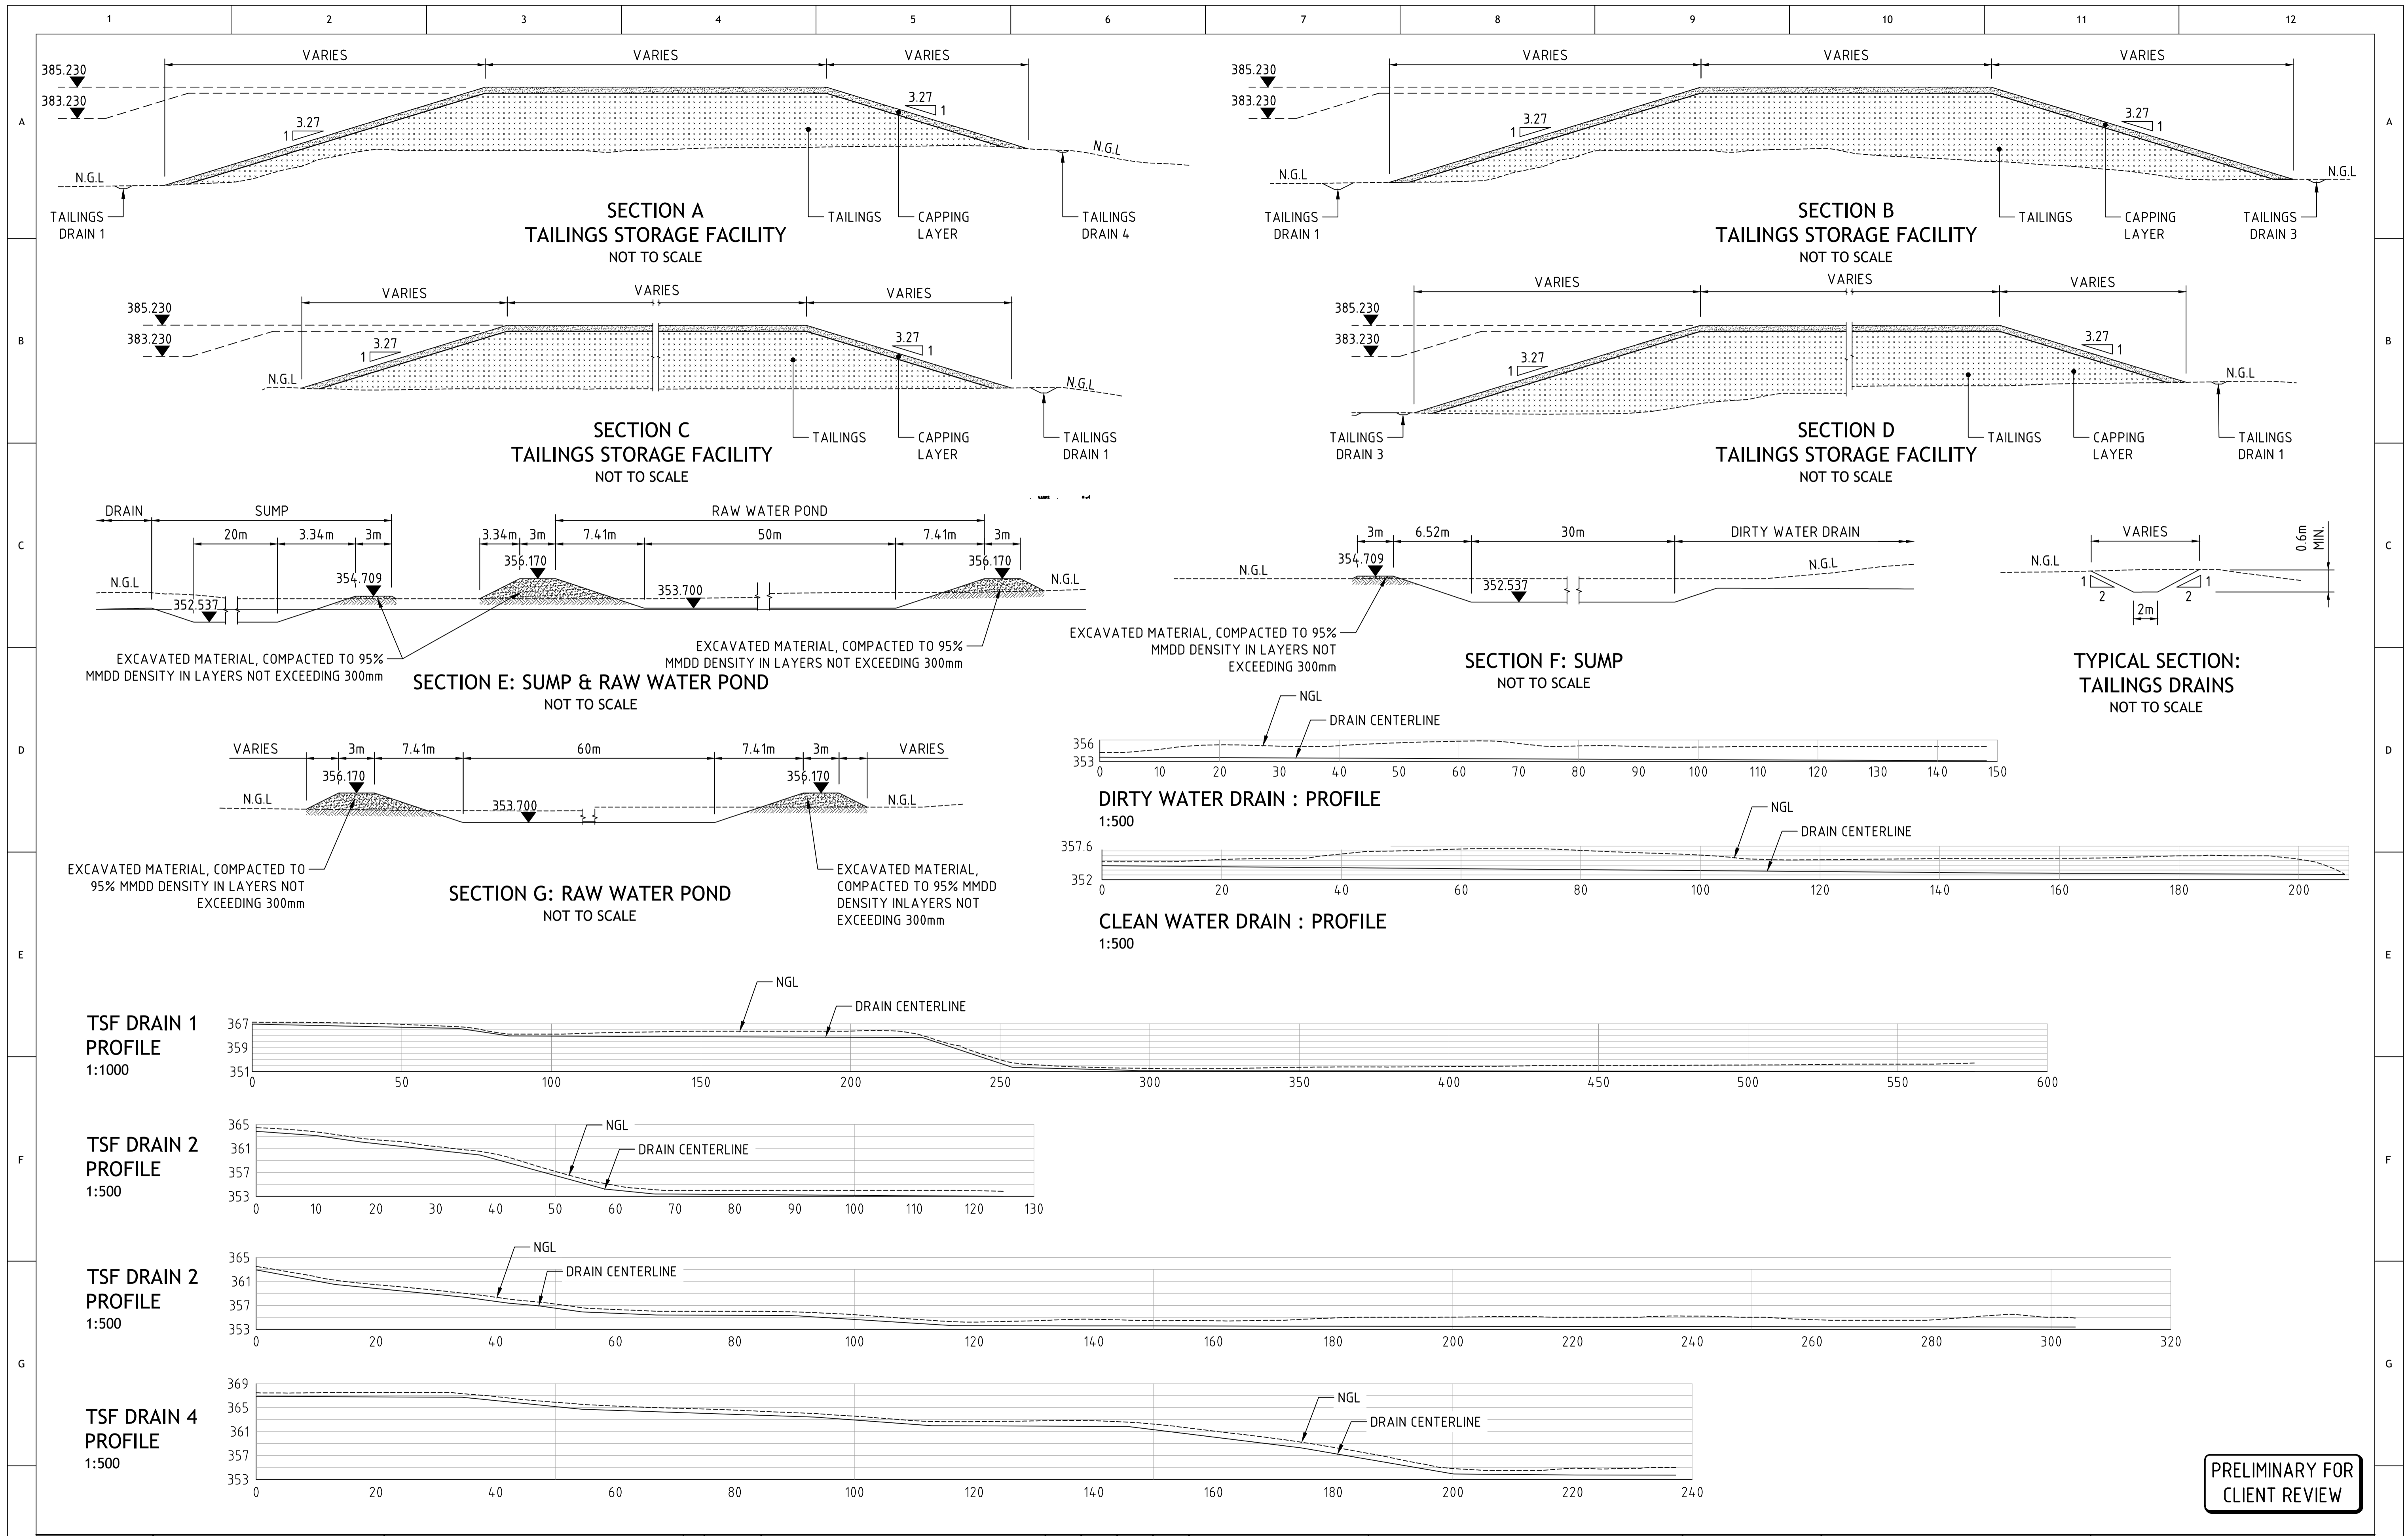 1 2 3 4 5 6 7 8 9 10 11 12
A
VARIES VARIES VARIES
385.230
383.230
3.27
1
3.27
1
N.G.L
N.G.L
TAILINGS
DRAIN 1
TAILINGS
CAPPING
LAYER
TAILINGS
DRAIN 4
SECTION A
TAILINGS STORAGE FACILITY
NOT TO SCALE
VARIES VARIES VARIES
385.230
383.230
3.27
1
3.27
1
N.G.L
N.G.L
TAILINGS
DRAIN 1
TAILINGS
CAPPING
LAYER
TAILINGS
DRAIN 3
SECTION B
TAILINGS STORAGE FACILITY
NOT TO SCALE
A
B
VARIES VARIES VARIES
385.230
383.230
3.27
1
3.27
1
N.G.L
N.G.L
TAILINGS
CAPPING
LAYER
TAILINGS
DRAIN 1
SECTION C
TAILINGS STORAGE FACILITY
NOT TO SCALE
VARIES VARIES VARIES
385.230
383.230
3.27
1
3.27
1
N.G.L
TAILINGS
DRAIN 3
TAILINGS
CAPPING
LAYER
TAILINGS
DRAIN 1
SECTION D
TAILINGS STORAGE FACILITY
NOT TO SCALE
B
C
DRAIN SUMP RAW WATER POND
20m 3.34m 3m 3.34m 3m 7.41m 50m 7.41m 3m
356.170
356.170
354.709
353.700
352.537
N.G.L
N.G.L
EXCAVATED MATERIAL, COMPACTED TO 95%
MMDD DENSITY IN LAYERS NOT EXCEEDING 300mm
EXCAVATED MATERIAL, COMPACTED TO 95%
MMDD DENSITY IN LAYERS NOT EXCEEDING 300mm
SECTION E: SUMP & RAW WATER POND
NOT TO SCALE
3m 6.52m 30m DIRTY WATER DRAIN
354.709
352.537
N.G.L
N.G.L
EXCAVATED MATERIAL, COMPACTED TO 95%
MMDD DENSITY IN LAYERS NOT
EXCEEDING 300mm
SECTION F: SUMP
NOT TO SCALE
VARIES
0.6m
MIN.
N.G.L
1
2
1
2
2m
TYPICAL SECTION:
TAILINGS DRAINS
NOT TO SCALE
C
D
VARIES 3m 7.41m 60m 7.41m 3m VARIES
356.170
356.170
353.700
N.G.L
N.G.L
EXCAVATED MATERIAL, COMPACTED TO
95% MMDD DENSITY IN LAYERS NOT
EXCEEDING 300mm
EXCAVATED MATERIAL,
COMPACTED TO 95% MMDD
DENSITY INLAYERS NOT
EXCEEDING 300mm
SECTION G: RAW WATER POND
NOT TO SCALE
NGL
DRAIN CENTERLINE
356
353
0 10 20 30 40 50 60 70 80 90 100 110 120 130 140 150
DIRTY WATER DRAIN : PROFILE
1:500
D
NGL
DRAIN CENTERLINE
357.6
352
0 20 40 60 80 100 120 140 160 180 200
CLEAN WATER DRAIN : PROFILE
1:500
E
E
TSF DRAIN 1
PROFILE
1:1000
NGL
DRAIN CENTERLINE
367
359
351
0 50 100 150 200 250 300 350 400 450 500 550 600
F
F
TSF DRAIN 2
PROFILE
1:500
NGL
DRAIN CENTERLINE
365
361
357
353
0 10 20 30 40 50 60 70 80 90 100 110 120 130
TSF DRAIN 2
PROFILE
1:500
NGL
DRAIN CENTERLINE
365
361
357
353
0 20 40 60 80 100 120 140 160 180 200 220 240 260 280 300 320
G
G
TSF DRAIN 4
PROFILE
1:500
NGL
DRAIN CENTERLINE
369
365
361
357
353
0 20 40 60 80 100 120 140 160 180 200 220 240
PRELIMINARY FOR
CLIENT REVIEW